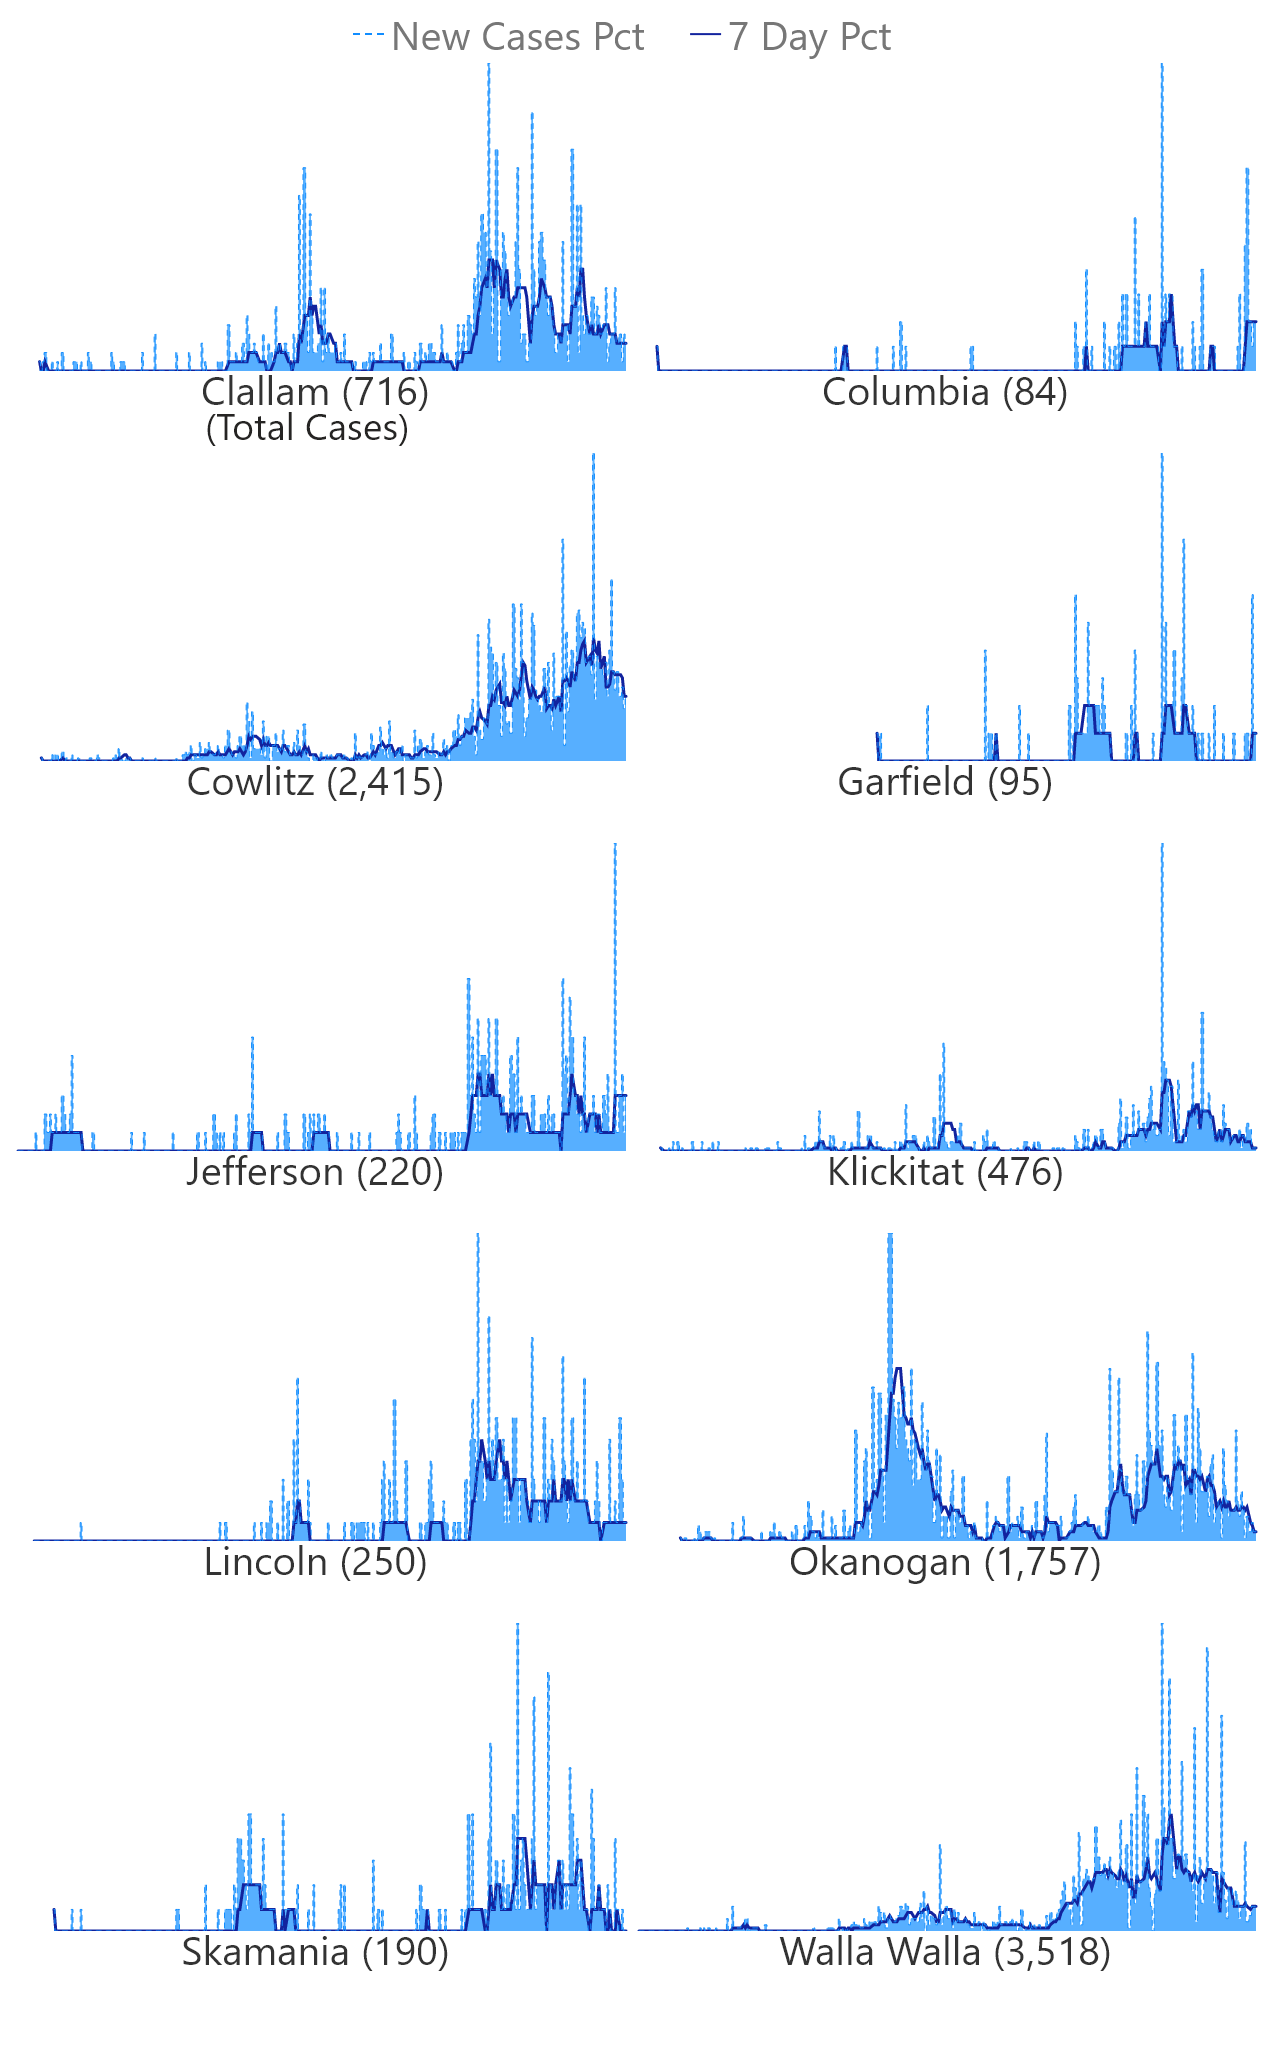 New Cases Pct 7 Day Pct
Clallam (716) Columbia (84)
(Total Cases)
Cowlitz (2,415) Garfield (95)
Jefferson (220) Klickitat (476)
Lincoln (250) Okanogan (1,757)
Skamania (190) Walla Walla (3,518)